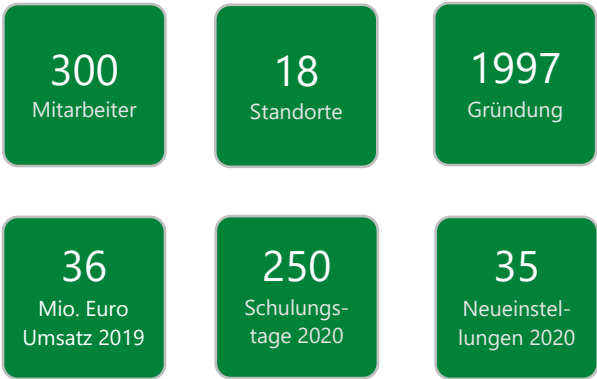 300
Mitarbeiter
18
Standorte
1997
Gründung
36
Mio. Euro
Umsatz 2019
250
Schulungs-
tage 2020
35
Neueinstel-
lungen 2020